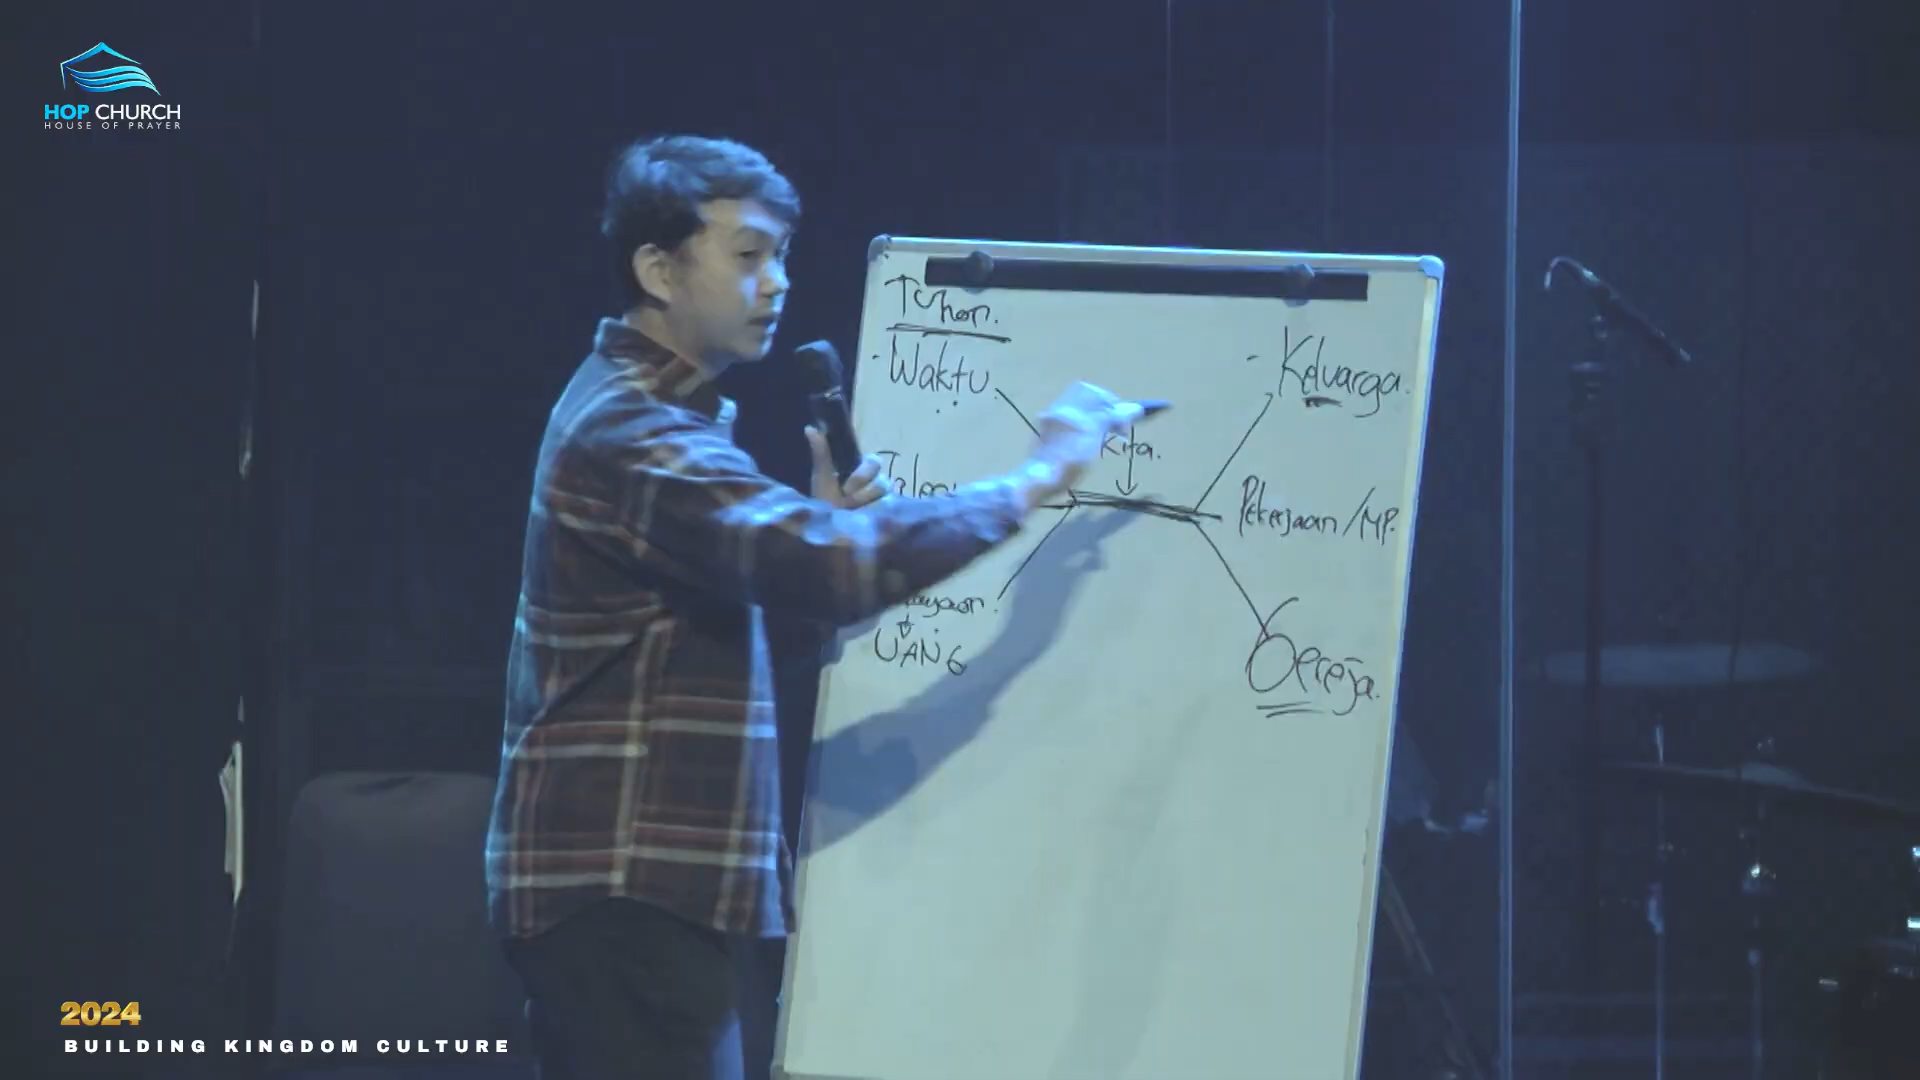 HOP CHURCH
HOUSE OF PRAYER
Tuhan.
- Waktu
- Keluarga.
Kita.
Pekerjaan/MP.
UANG
Gereja.
2024
BUILDING KINGDOM CULTURE